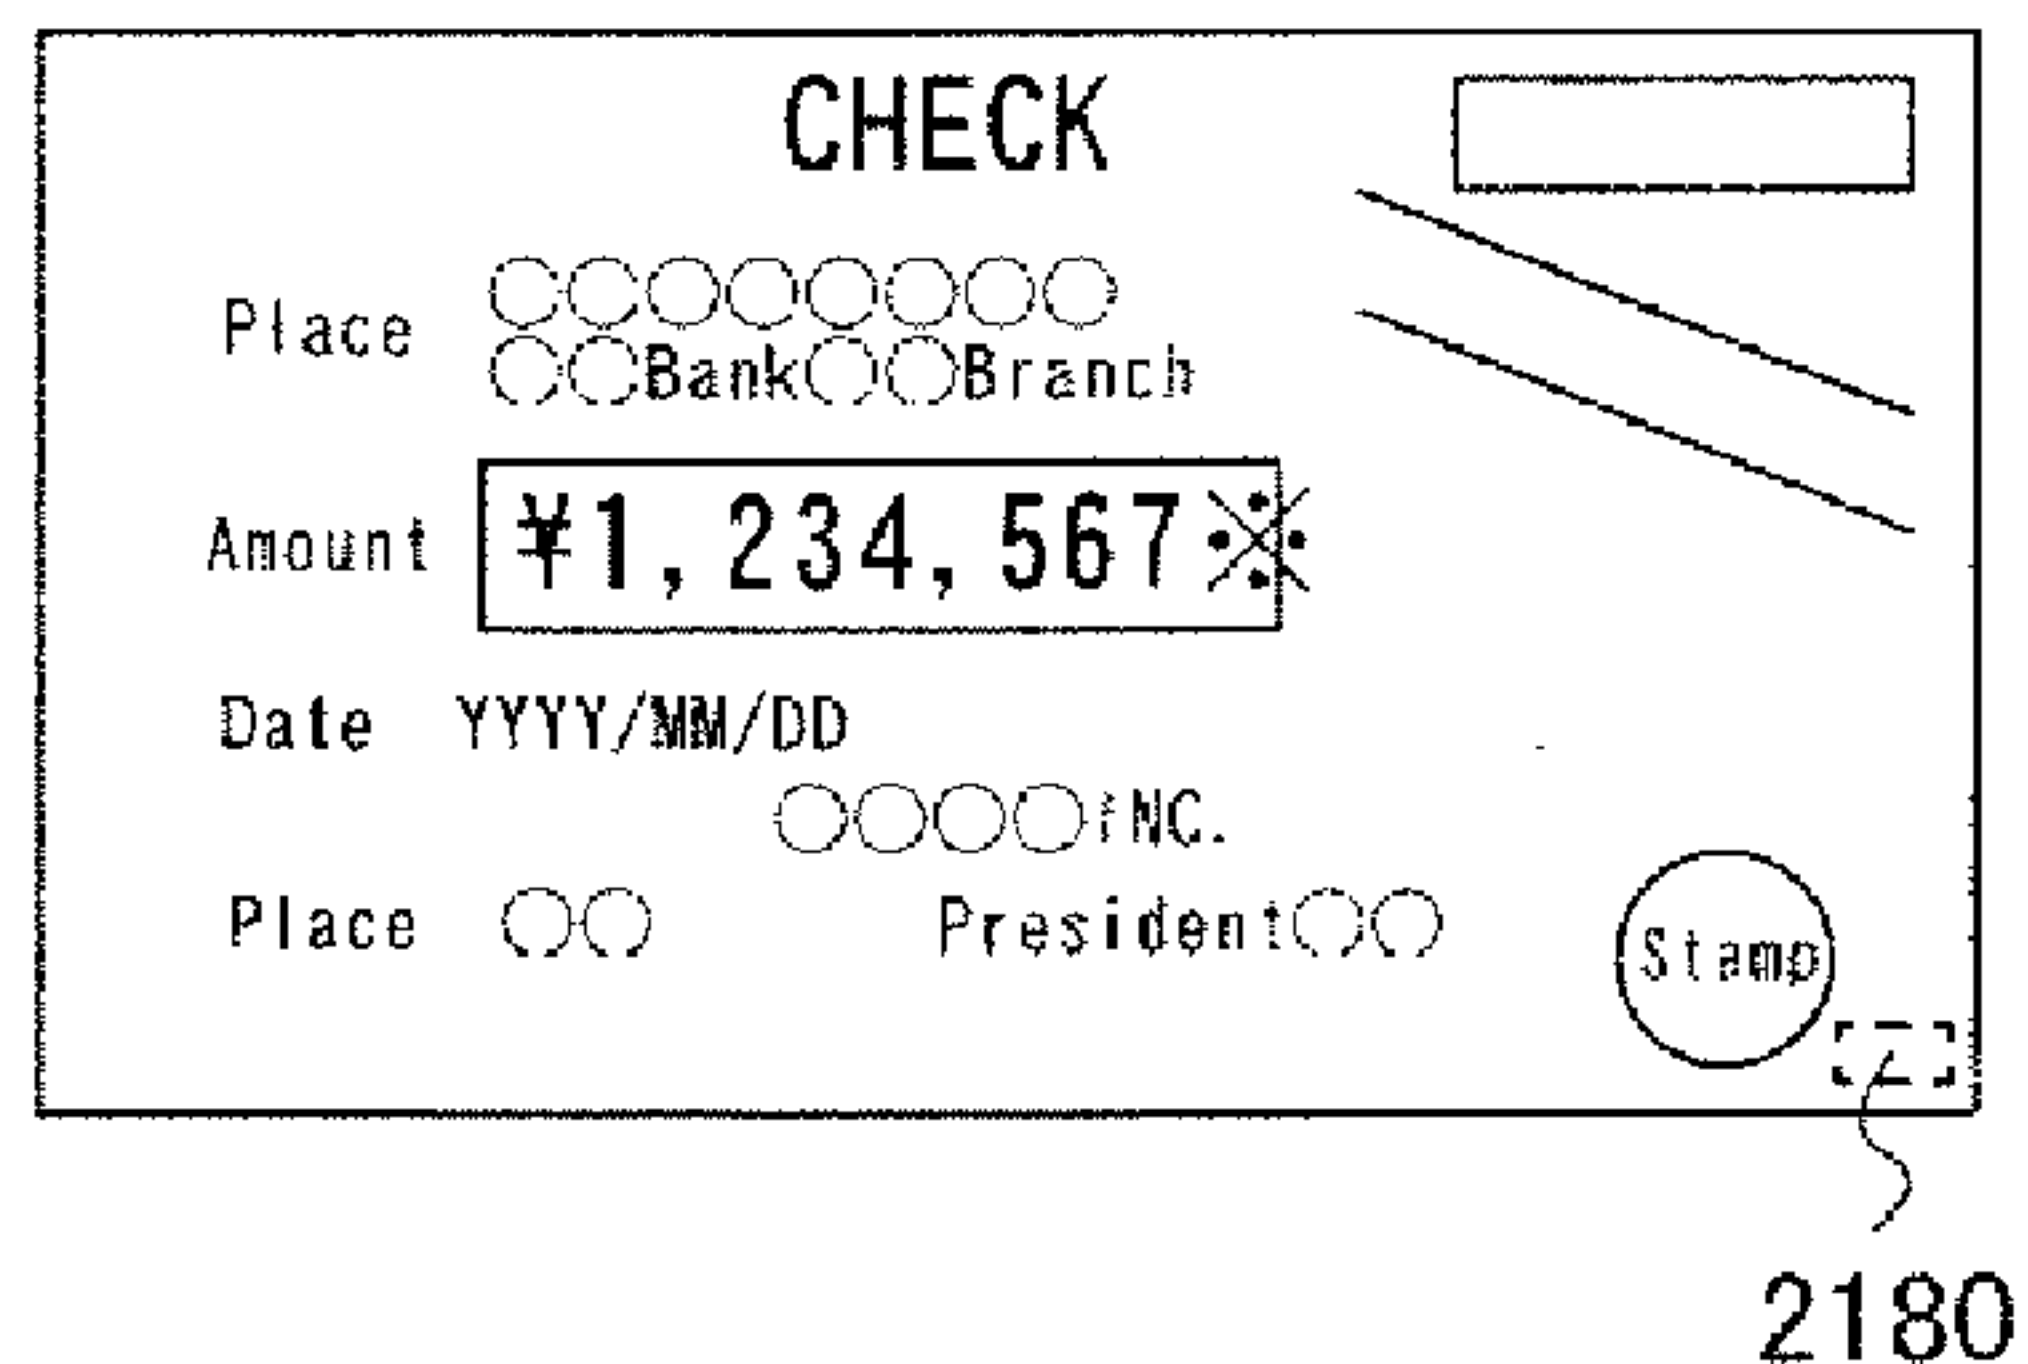 CHECK
Place ○○○○○○○○
○○Bank○○Branch
Amount ¥1,234,567※
Date YYYY/MM/DD
○○○○INC.
Place ○○ President○○
Stamp
2180